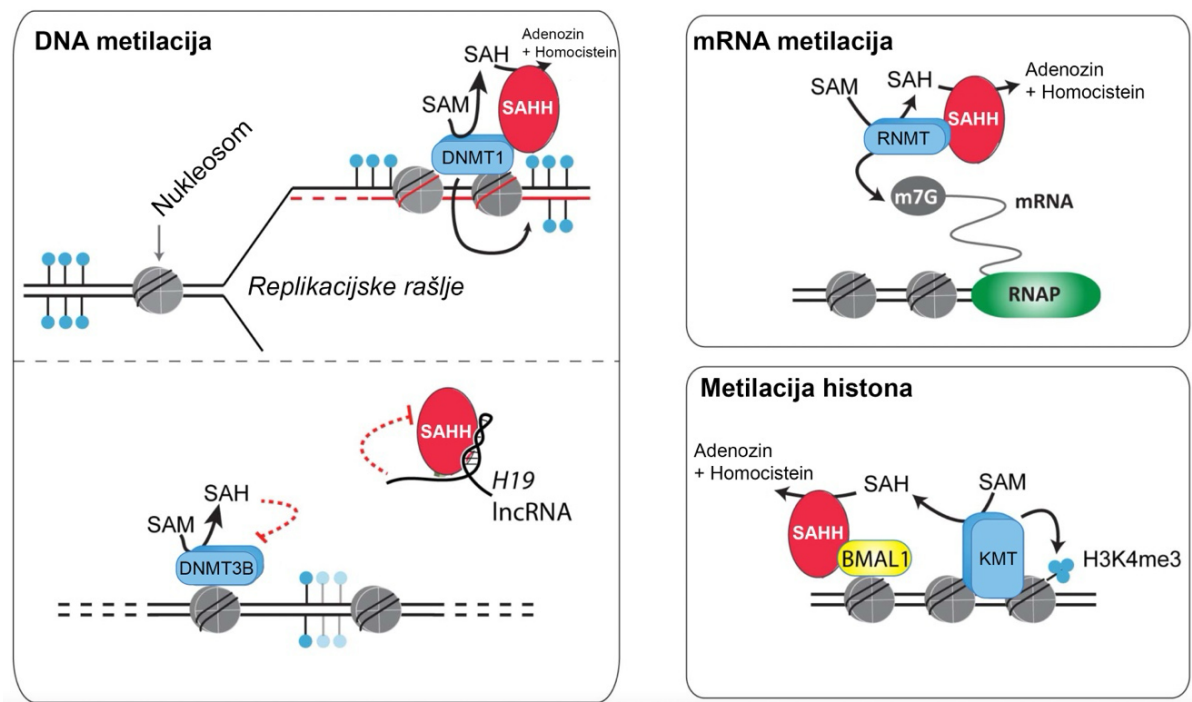 DNA metilacija
Adenozin
+ Homocistein
SAH
SAM
SAHH
DNMT1
Nukleosom
Replikacijske rašlje
SAHH
H19
lncRNA
SAH
SAM
DNMT3B
mRNA metilacija
SAM
SAH
Adenozin
+ Homocistein
SAHH
RNMT
m7G
mRNA
RNAP
Metilacija histona
Adenozin
+ Homocistein
SAH
SAM
SAHH
BMAL1
KMT
H3K4me3